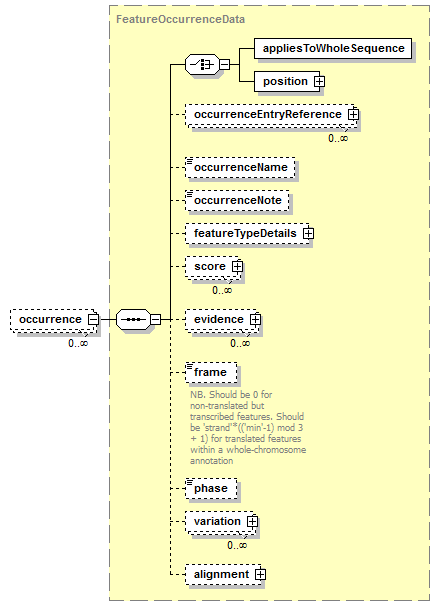 FeatureOccurrenceData
appliesToWholeSequence
position
occurrenceEntryReference
0..∞
occurrenceName
occurrenceNote
featureTypeDetails
score
0..∞
occurrence
0..∞
evidence
0..∞
frame
NB. Should be 0 for
non-translated but
transcribed features. Should
be 'strand'*(('min'-1) mod 3
+ 1) for translated features
within a whole-chromosome
annotation
phase
variation
0..∞
alignment